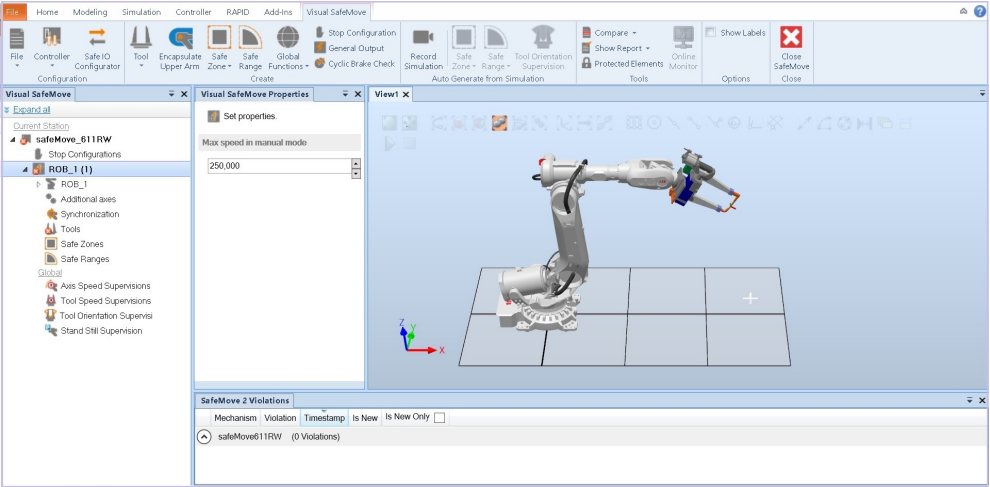 File Home Modeling Simulation Controller RAPID Add-Ins Visual SafeMove
File Controller Safe IO Configurator Tool Encapsulate Upper Arm Safe Zone Safe Range Global Functions Stop Configuration General Output Cyclic Brake Check Record Simulation Safe Zone Safe Range Tool Orientation Supervision Compare Show Report Protected Elements Online Monitor Show Labels Close SafeMove
Configuration Create Auto Generate from Simulation Tools Options Close
Visual SafeMove
Expand all
Current Station
safeMove_611RW
Stop Configurations
ROB_1 (1)
ROB_1
Additional axes
Synchronization
Tools
Safe Zones
Safe Ranges
Global
Axis Speed Supervisions
Tool Speed Supervisions
Tool Orientation Supervisi
Stand Still Supervision
Visual SafeMove Properties
Set properties.
Max speed in manual mode
250,000
View1
Z
Y
X
SafeMove 2 Violations
Mechanism Violation Timestamp Is New Is New Only
safeMove611RW (0 Violations)